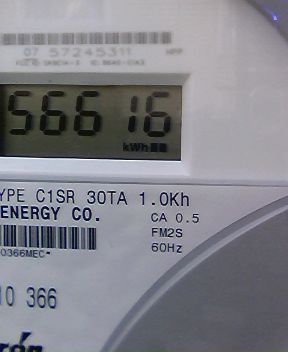 07 57245311
56616
kWh
YPE C1SR 30TA 1.0Kh
ENERGY CO.
CA 0.5
FM2S
60Hz
0366MEC
10 366
rón